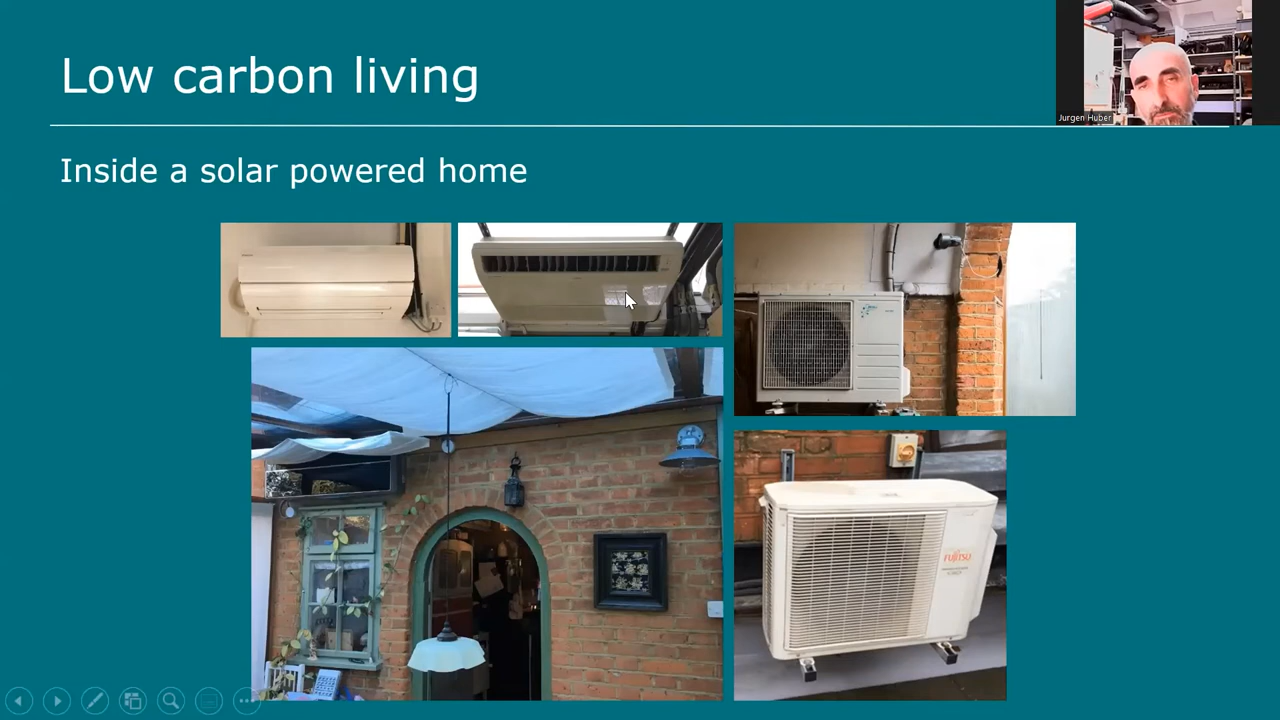 Low carbon living
Jurgen Huber
Inside a solar powered home
FUJITSU